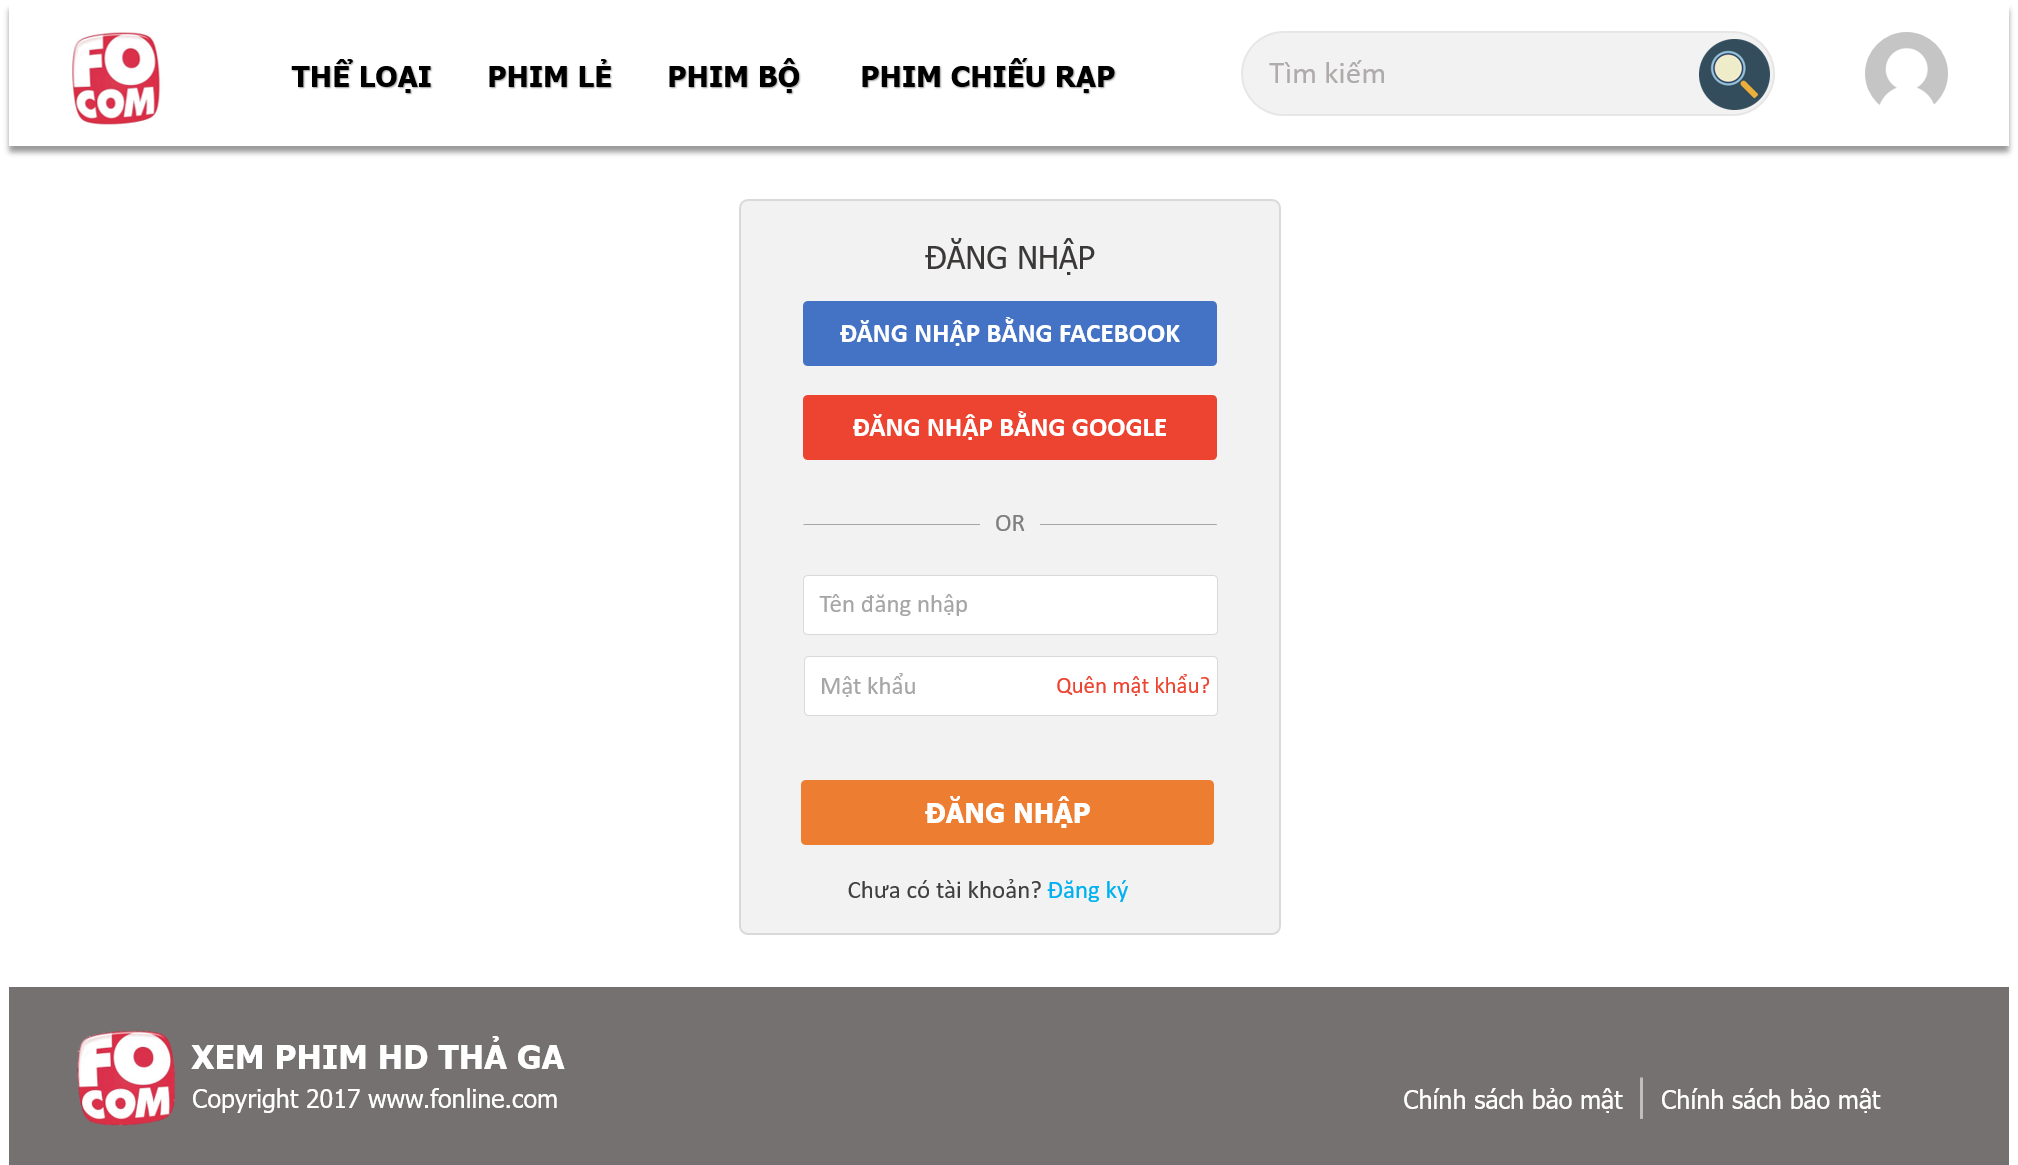 FO
COM
THỂ LOẠI
PHIM LẺ
PHIM BỘ
PHIM CHIẾU RẠP
Tìm kiếm
ĐĂNG NHẬP
ĐĂNG NHẬP BẰNG FACEBOOK
ĐĂNG NHẬP BẰNG GOOGLE
OR
Tên đăng nhập
Mật khẩu
Quên mật khẩu?
ĐĂNG NHẬP
Chưa có tài khoản? Đăng ký
FO
COM
XEM PHIM HD THẢ GA
Copyright 2017 www.fonline.com
Chính sách bảo mật
Chính sách bảo mật